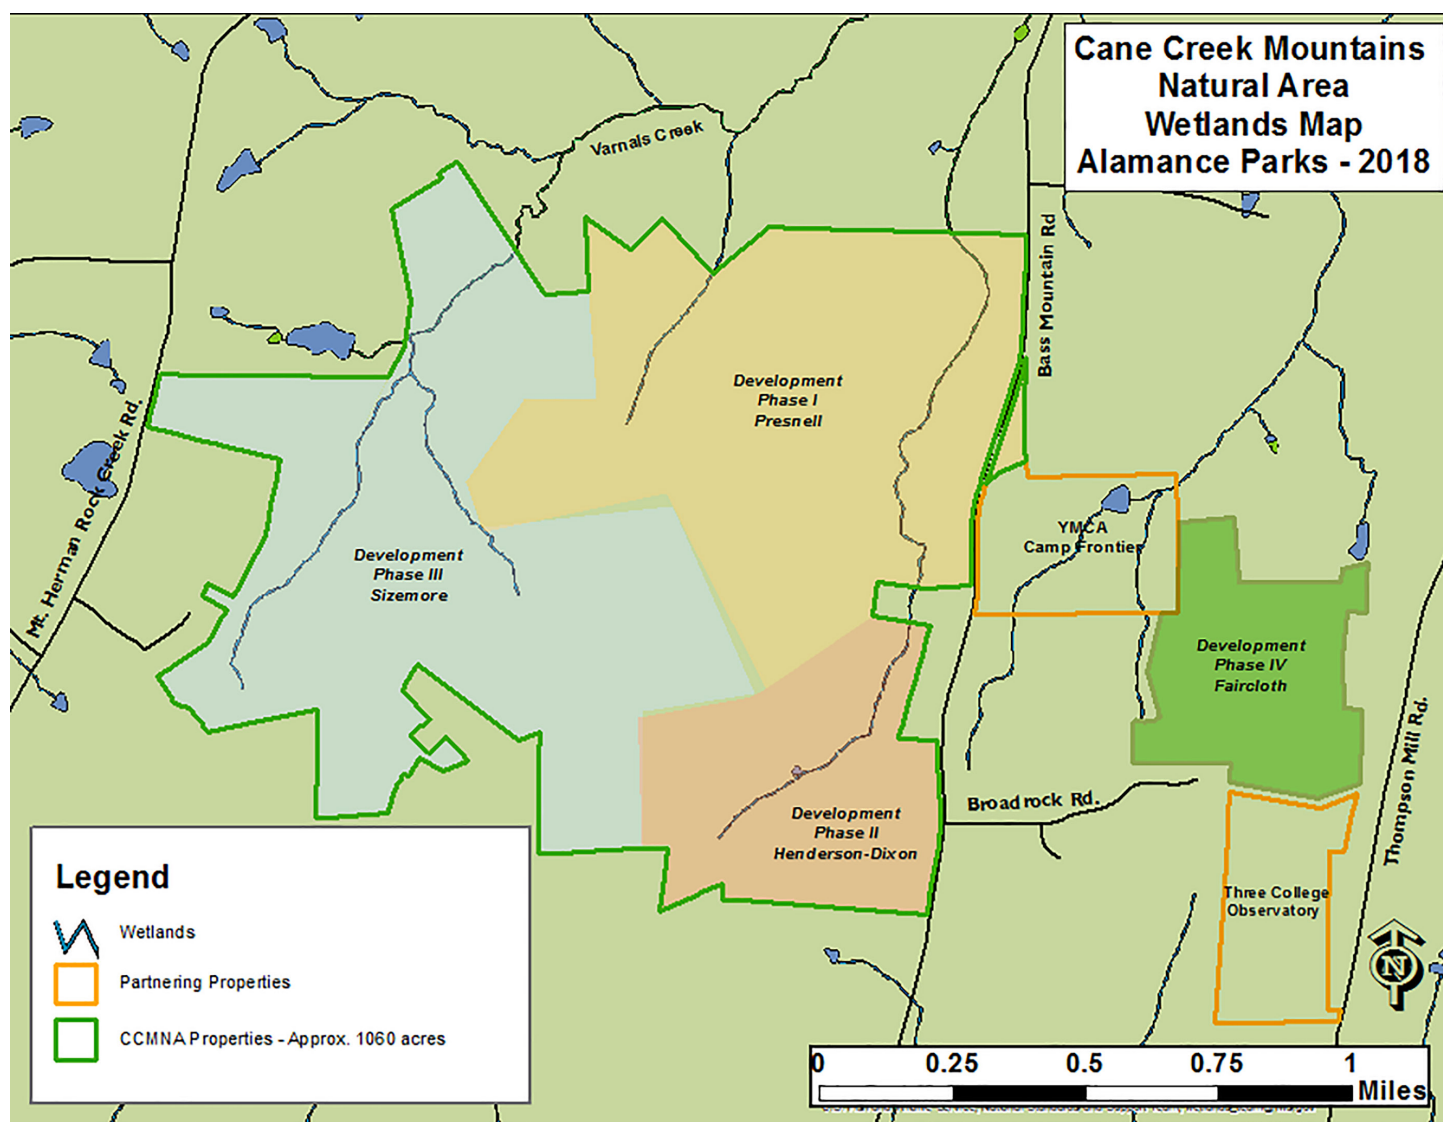 Cane Creek Mountains
Natural Area
Wetlands Map
Alamance Parks - 2018
Varnals Creek
Bass Mountain Rd
Mt. Herman Rock Creek Rd.
Development
Phase I
Presnell
Development
Phase III
Sizemore
YMCA
Camp Frontier
Development
Phase IV
Faircloth
Thompson Mill Rd.
Broadrock Rd.
Development
Phase II
Henderson-Dixon
Three College
Observatory
Legend
Wetlands
Partnering Properties
CCMNA Properties - Approx. 1060 acres
N
0 0.25 0.5 0.75 1
Miles